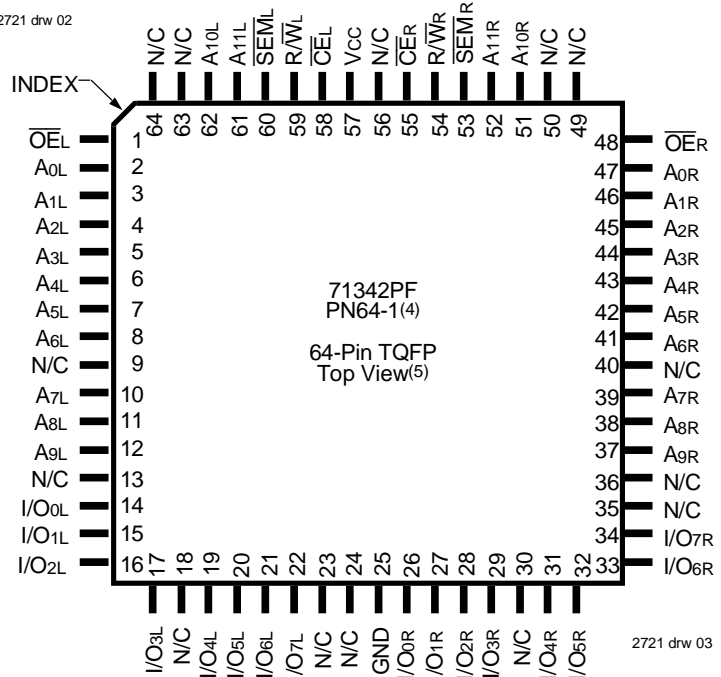 2721 drw 02
INDEX
N/C
N/C
A10L
A11L
SEML
R/WL
CEL
VCC
N/C
CER
R/WR
SEMR
A11R
A10R
N/C
N/C
64
63
62
61
60
59
58
57
56
55
54
53
52
51
50
49
OEL 1
A0L 2
A1L 3
A2L 4
A3L 5
A4L 6
A5L 7
A6L 8
N/C 9
A7L 10
A8L 11
A9L 12
N/C 13
I/O0L 14
I/O1L 15
I/O2L 16
71342PF
PN64-1(4)
64-Pin TQFP
Top View(5)
48 OER
47 A0R
46 A1R
45 A2R
44 A3R
43 A4R
42 A5R
41 A6R
40 N/C
39 A7R
38 A8R
37 A9R
36 N/C
35 N/C
34 I/O7R
33 I/O6R
17
18
19
20
21
22
23
24
25
26
27
28
29
30
31
32
I/O3L
N/C
I/O4L
I/O5L
I/O6L
I/O7L
N/C
N/C
GND
I/O0R
I/O1R
I/O2R
I/O3R
N/C
I/O4R
I/O5R
2721 drw 03